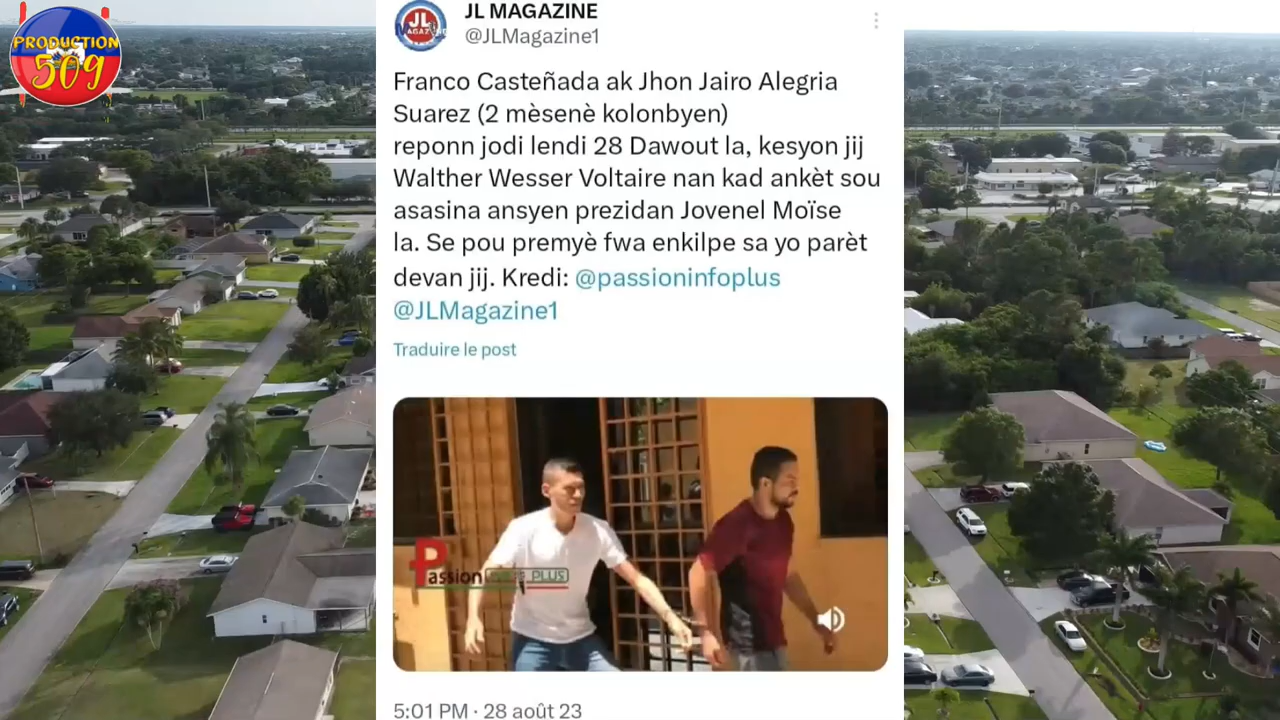 PRODUCTION
509
JL MAGAZINE
@JLMagazine1
Franco Casteñada ak Jhon Jairo Alegria
Suarez (2 mèsenè kolonbyen)
reponn jodi lendi 28 Dawout la, kesyon jij
Walther Wesser Voltaire nan kad ankèt sou
asasina ansyen prezidan Jovenel Moïse
la. Se pou premyè fwa enkilpe sa yo parèt
devan jij. Kredi: @passioninfoplus
@JLMagazine1
Traduire le post
Passion
PLUS
5:01 PM · 28 août 23